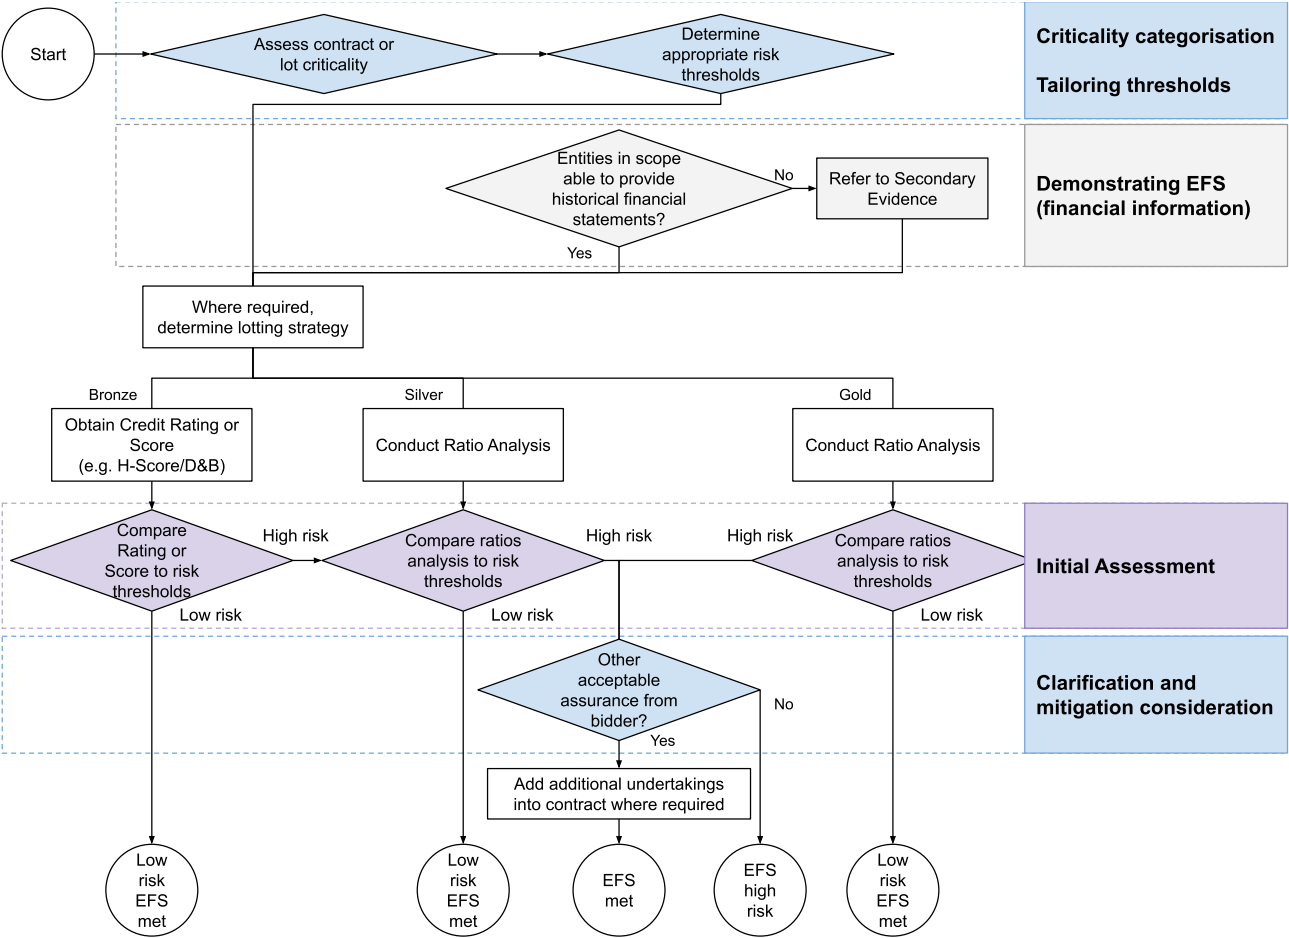 Start
Assess contract or
lot criticality
Determine
appropriate risk
thresholds
Criticality categorisation
Tailoring thresholds
Entities in scope
able to provide
historical financial
statements?
No
Refer to Secondary
Evidence
Yes
Demonstrating EFS
(financial information)
Where required,
determine lotting strategy
Bronze
Silver
Gold
Obtain Credit Rating or
Score
(e.g. H-Score/D&B)
Conduct Ratio Analysis
Conduct Ratio Analysis
Compare
Rating or
Score to risk
thresholds
High risk
Low risk
Compare ratios
analysis to risk
thresholds
High risk
Low risk
High risk
Compare ratios
analysis to risk
thresholds
Low risk
Initial Assessment
Other
acceptable
assurance from
bidder?
No
Yes
Clarification and
mitigation consideration
Add additional undertakings
into contract where required
Low
risk
EFS
met
Low
risk
EFS
met
EFS
met
EFS
high
risk
Low
risk
EFS
met